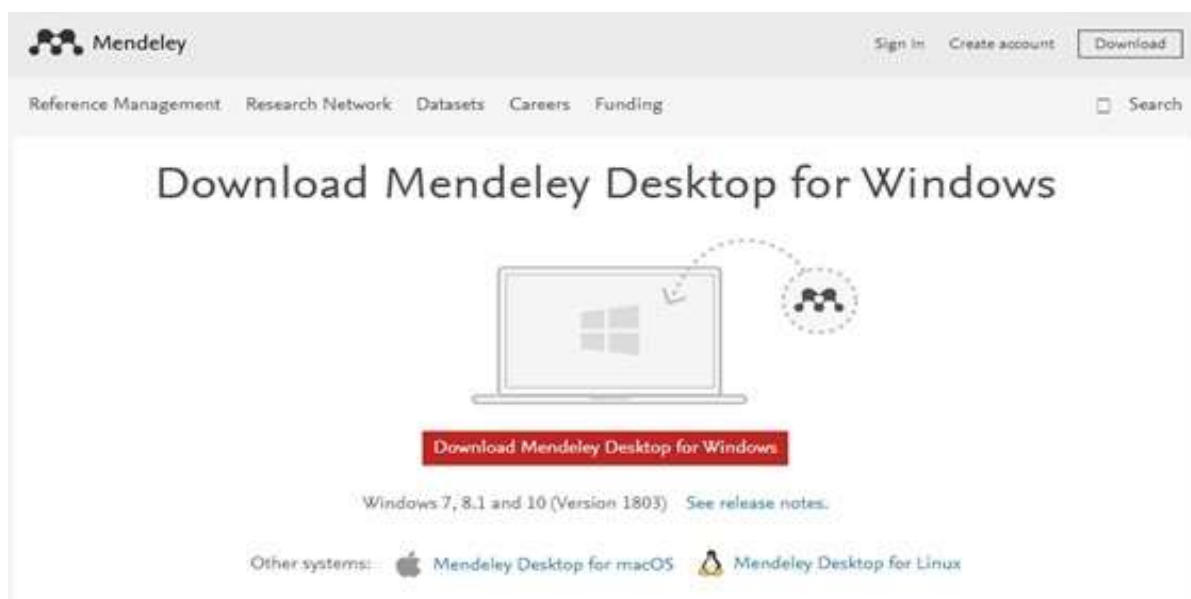 Mendeley
Sign In Create account Download
Reference Management Research Network Datasets Careers Funding Search
Download Mendeley Desktop for Windows
Download Mendeley Desktop for Windows
Windows 7, 8.1 and 10 (Version 1803) See release notes.
Other systems: Mendeley Desktop for macOS Mendeley Desktop for Linux